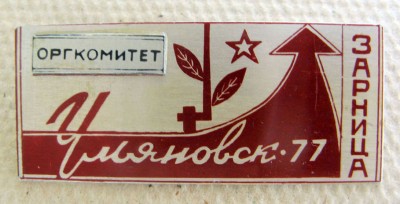 ОРГКОМИТЕТ
Ульяновск·77
ЗАРНИЦА